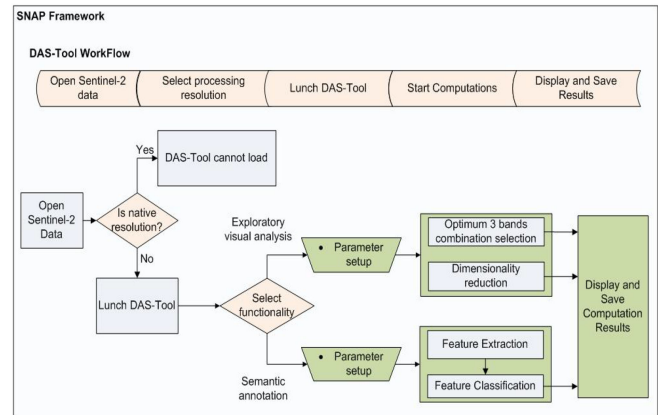 SNAP Framework
DAS-Tool WorkFlow
Open Sentinel-2
data
Select processing
resolution
Lunch DAS-Tool
Start Computations
Display and Save
Results
Yes
DAS-Tool cannot load
Open
Sentinel-2
Data
Is native
resolution?
No
Lunch DAS-Tool
Select
functionality
Exploratory
visual analysis
• Parameter
setup
Optimum 3 bands
combination selection
Dimensionality
reduction
Semantic
annotation
• Parameter
setup
Feature Extraction
Feature Classification
Display and
Save
Computation
Results